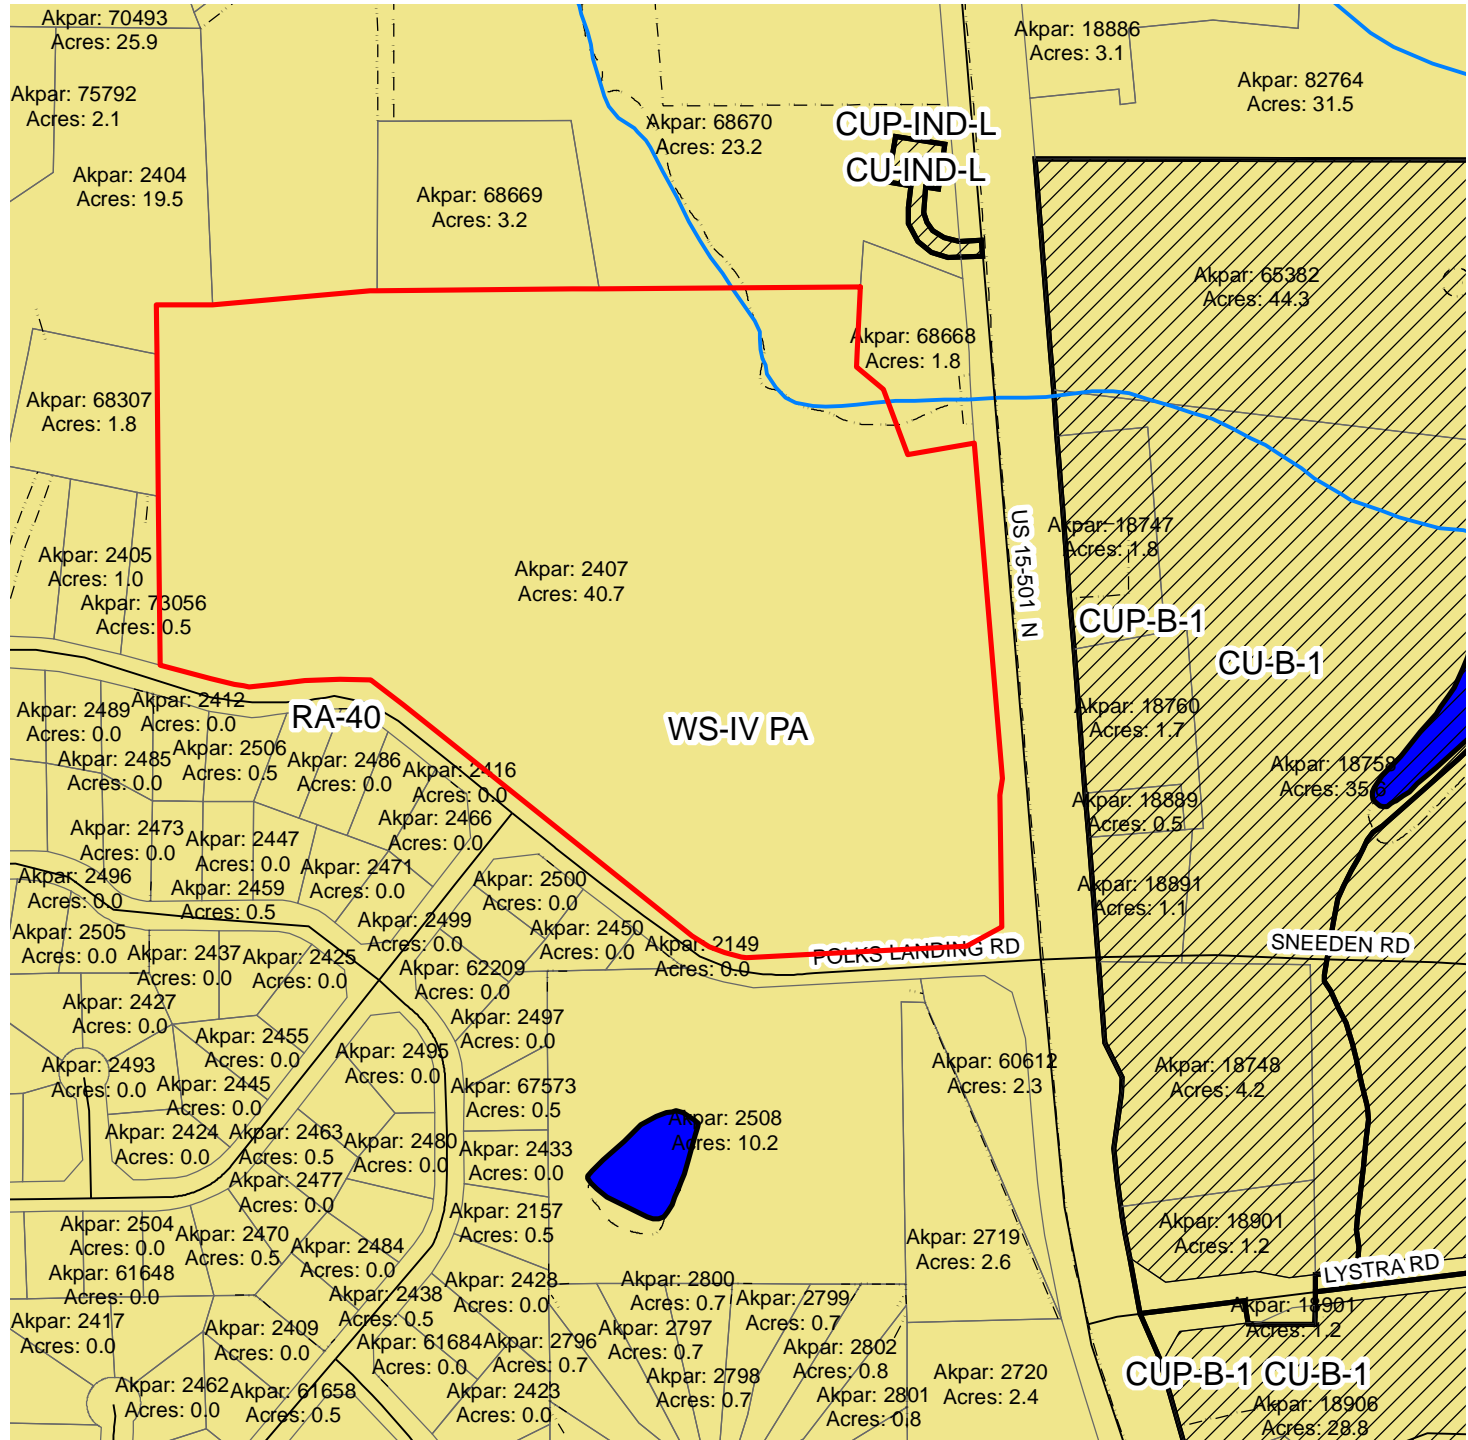 Akpar: 70493
Acres: 25.9
Akpar: 18886
Acres: 3.1
Akpar: 82764
Acres: 31.5
Akpar: 75792
Acres: 2.1
Akpar: 68670
Acres: 23.2
CUP-IND-L
CU-IND-L
Akpar: 2404
Acres: 19.5
Akpar: 68669
Acres: 3.2
Akpar: 65382
Acres: 44.3
Akpar: 68668
Acres: 1.8
Akpar: 68307
Acres: 1.8
US 15-501 N
Akpar: 18747
Acres: 1.8
Akpar: 2405
Acres: 1.0
Akpar: 73056
Acres: 0.5
Akpar: 2407
Acres: 40.7
CUP-B-1
CU-B-1
RA-40
WS-IV PA
Akpar: 2489
Acres: 0.0
Akpar: 2412
Acres: 0.0
Akpar: 2485
Acres: 0.0
Akpar: 2506
Acres: 0.5
Akpar: 2486
Acres: 0.0
Akpar: 2416
Acres: 0.0
Akpar: 18760
Acres: 1.7
Akpar: 18758
Acres: 35.6
Akpar: 18889
Acres: 0.5
Akpar: 2466
Acres: 0.0
Akpar: 2473
Acres: 0.0
Akpar: 2447
Acres: 0.0
Akpar: 2471
Acres: 0.0
Akpar: 2496
Acres: 0.0
Akpar: 2459
Acres: 0.5
Akpar: 2500
Acres: 0.0
Akpar: 18891
Acres: 1.1
Akpar: 2505
Acres: 0.0
Akpar: 2437
Acres: 0.0
Akpar: 2425
Acres: 0.0
Akpar: 2499
Acres: 0.0
Akpar: 2450
Acres: 0.0
Akpar: 2149
Acres: 0.0
POLKS LANDING RD
SNEEDEN RD
Akpar: 62209
Acres: 0.0
Akpar: 2427
Acres: 0.0
Akpar: 2497
Acres: 0.0
Akpar: 2455
Acres: 0.0
Akpar: 2495
Acres: 0.0
Akpar: 2493
Acres: 0.0
Akpar: 2445
Acres: 0.0
Akpar: 67573
Acres: 0.5
Akpar: 60612
Acres: 2.3
Akpar: 18748
Acres: 4.2
Akpar: 2424
Acres: 0.0
Akpar: 2463
Acres: 0.5
Akpar: 2480
Acres: 0.0
Akpar: 2433
Acres: 0.0
Akpar: 2508
Acres: 10.2
Akpar: 2477
Acres: 0.0
Akpar: 2504
Acres: 0.0
Akpar: 2470
Acres: 0.5
Akpar: 2484
Acres: 0.0
Akpar: 2157
Acres: 0.5
Akpar: 2719
Acres: 2.6
Akpar: 18901
Acres: 1.2
Akpar: 61648
Acres: 0.0
LYSTRA RD
Akpar: 2438
Acres: 0.5
Akpar: 2428
Acres: 0.0
Akpar: 2800
Acres: 0.7
Akpar: 2799
Acres: 0.7
Akpar: 18901
Acres: 1.2
Akpar: 2417
Acres: 0.0
Akpar: 2409
Acres: 0.0
Akpar: 61684
Acres: 0.0
Akpar: 2796
Acres: 0.7
Akpar: 2797
Acres: 0.7
Akpar: 2802
Acres: 0.8
Akpar: 2798
Acres: 0.7
Akpar: 2720
Acres: 2.4
CUP-B-1 CU-B-1
Akpar: 2462
Acres: 0.0
Akpar: 61658
Acres: 0.5
Akpar: 2423
Acres: 0.0
Akpar: 2801
Acres: 0.8
Akpar: 18906
Acres: 28.8